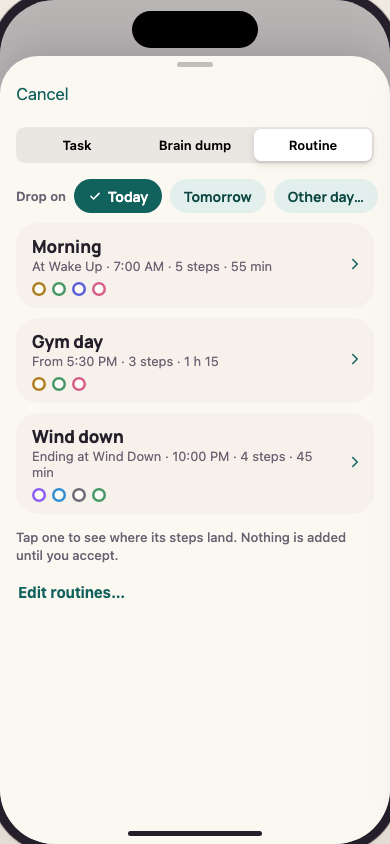 Cancel
Task Brain dump Routine
Drop on Today Tomorrow Other day...
Morning
At Wake Up · 7:00 AM · 5 steps · 55 min
Gym day
From 5:30 PM · 3 steps · 1 h 15
Wind down
Ending at Wind Down · 10:00 PM · 4 steps · 45
min
Tap one to see where its steps land. Nothing is added
until you accept.
Edit routines...